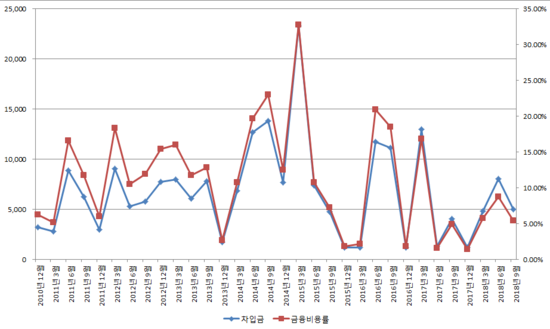 25,000
20,000
15,000
10,000
5,000
0
35.00%
30.00%
25.00%
20.00%
15.00%
10.00%
5.00%
0.00%
2010년 12월
2011년 3월
2011년 6월
2011년 9월
2011년 12월
2012년 3월
2012년 6월
2012년 9월
2012년 12월
2013년 3월
2013년 6월
2013년 9월
2013년 12월
2014년 3월
2014년 6월
2014년 9월
2014년 12월
2015년 3월
2015년 6월
2015년 9월
2015년 12월
2016년 3월
2016년 6월
2016년 9월
2016년 12월
2017년 3월
2017년 6월
2017년 9월
2017년 12월
2018년 3월
2018년 6월
2018년 9월
자입금
금융비용률